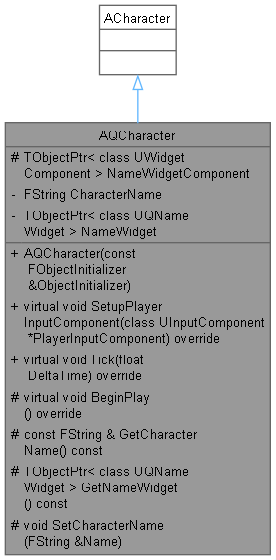 ACharacter
AQCharacter
# TObjectPtr< class UWidget
Component > NameWidgetComponent
- FString CharacterName
- TObjectPtr< class UQName
Widget > NameWidget
+ AQCharacter(const
FObjectInitializer
&ObjectInitializer)
+ virtual void SetupPlayer
InputComponent(class UInputComponent
*PlayerInputComponent) override
+ virtual void Tick(float
DeltaTime) override
# virtual void BeginPlay
() override
# const FString & GetCharacter
Name() const
# TObjectPtr< class UQName
Widget > GetNameWidget
() const
# void SetCharacterName
(FString &Name)